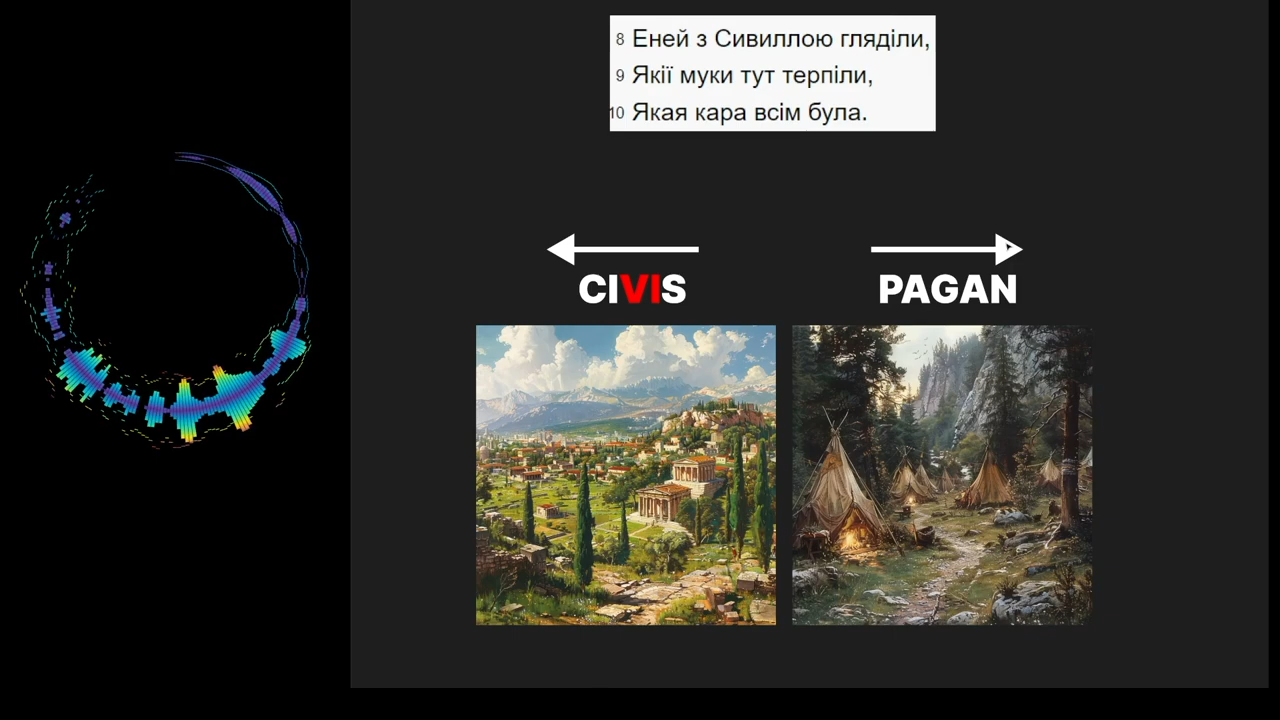 8 Еней з Сивиллою гляділи,
9 Якії муки тут терпіли,
10 Якая кара всім була.
CIVIS
PAGAN